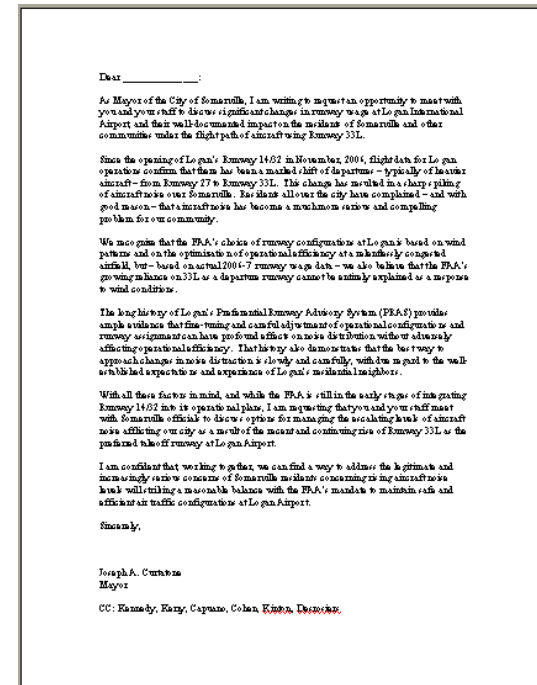 Dear _______________:
As Mayor of the City of Somerville, I am writing to request an opportunity to meet with
you and your staff to discuss significant changes in runway usage at Logan International
Airport, and their well-documented impact on the residents of Somerville and other
communities under the flight path of aircraft using Runway 33L.
Since the opening of Logan's Runway 14/32 in November, 2006, flight data for Logan
operations confirm that there has been a marked shift of departures – typically of heavier
aircraft – from Runway 27 to Runway 33L. This change has resulted in a sharp spiking
of aircraft noise over Somerville. Residents all over the city have complained – and with
good reason – that aircraft noise has become a much more serious and compelling
problem for our community.
We recognize that the FAA's choice of runway configurations at Logan is based on wind
patterns and on the optimization of operational efficiency at a relentlessly congested
airfield, but – based on actual 2006-7 runway usage data – we also believe that the FAA's
growing reliance on 33L as a departure runway cannot be entirely explained as a response
to wind conditions.
The long history of Logan's Preferential Runway Advisory System (PRAS) provides
ample evidence that fine-tuning and careful adjustment of operational configurations and
runway assignment can have profound effects on noise distribution without adversely
affecting operational efficiency. That history also demonstrates that the best way to
approach changes in noise distraction is slowly and carefully, with due regard to the well-
established expectations and experience of Logan's residential neighbors.
With all these factors in mind, and while the FAA is still in the early stages of integrating
Runway 14/32 into its operational plans, I am requesting that you and your staff meet
with Somerville officials to discuss options for managing the escalating levels of aircraft
noise afflicting our city as a result of the recent and continuing rise of Runway 33L as the
preferred takeoff runway at Logan Airport.
I am confident that, working together, we can find a way to address the legitimate and
increasingly serious concerns of Somerville residents concerning rising aircraft noise
levels will striking a reasonable balance with the FAA's mandate to maintain safe and
efficient air traffic configurations at Logan Airport.
Sincerely,
Joseph A. Curtatone
Mayor
CC: Kennedy, Kerry, Capuano, Cohen, Kinton, Desrosiers